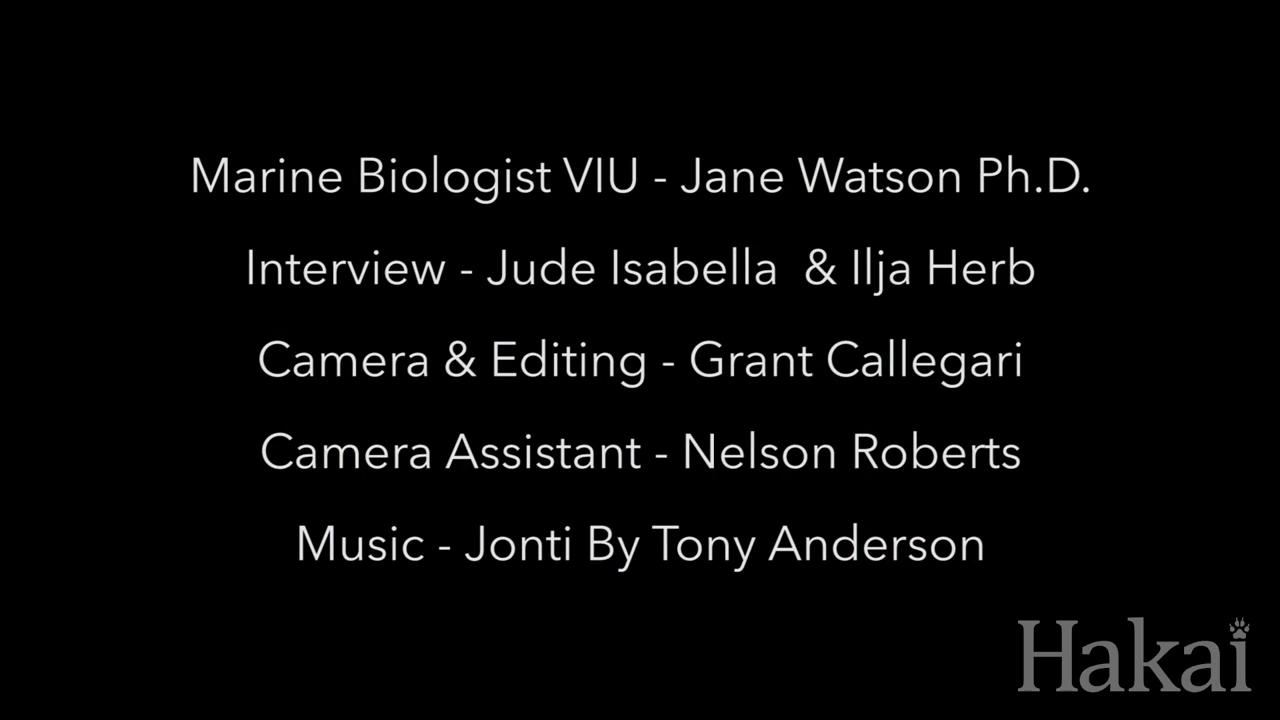 Marine Biologist VIU - Jane Watson Ph.D.
Interview - Jude Isabella & Ilja Herb
Camera & Editing - Grant Callegari
Camera Assistant - Nelson Roberts
Music - Jonti By Tony Anderson
Hakai